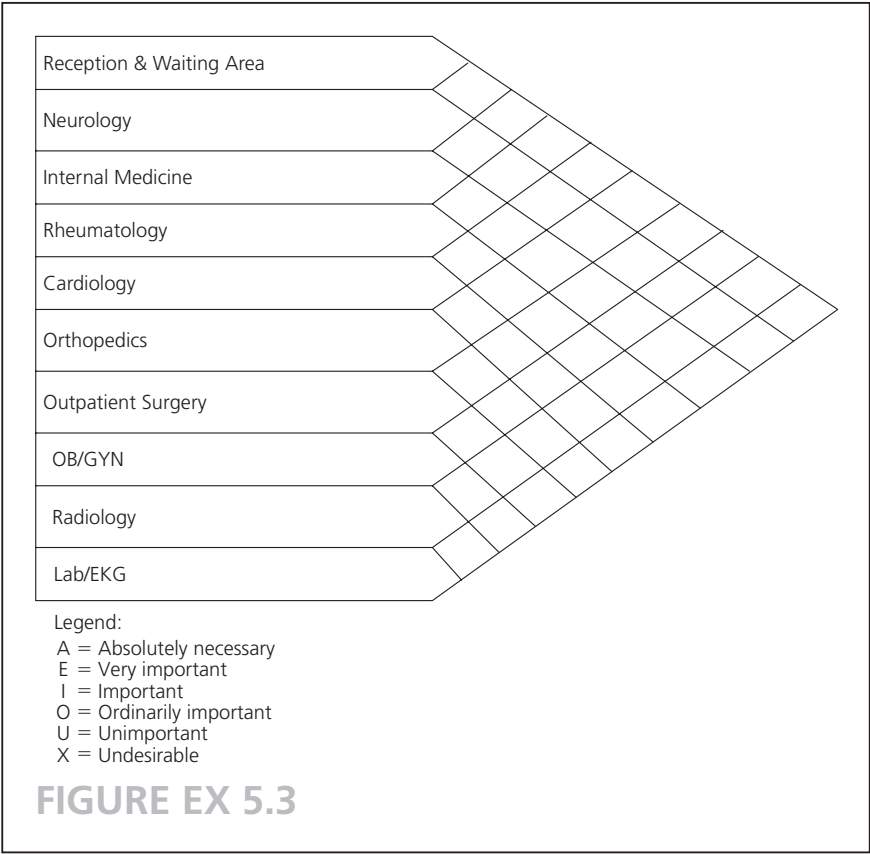 Reception & Waiting Area
Neurology
Internal Medicine
Rheumatology
Cardiology
Orthopedics
Outpatient Surgery
OB/GYN
Radiology
Lab/EKG
Legend:
A = Absolutely necessary
E = Very important
I = Important
O = Ordinarily important
U = Unimportant
X = Undesirable
FIGURE EX 5.3